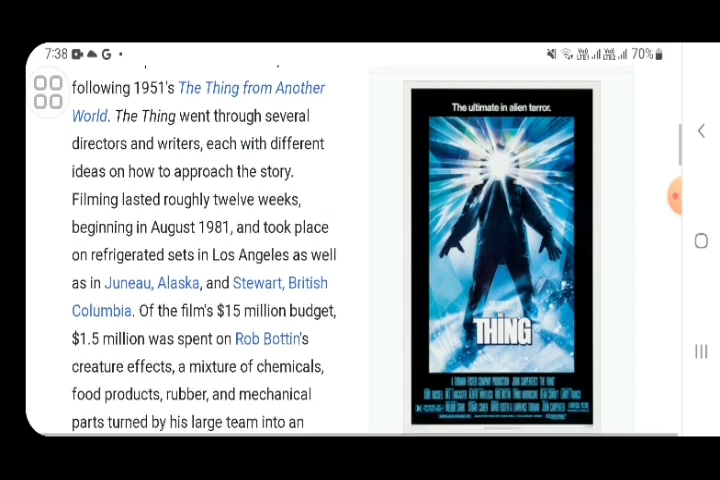 7:38
70%
following 1951's The Thing from Another
World. The Thing went through several
directors and writers, each with different
ideas on how to approach the story.
Filming lasted roughly twelve weeks,
beginning in August 1981, and took place
on refrigerated sets in Los Angeles as well
as in Juneau, Alaska, and Stewart, British
Columbia. Of the film's $15 million budget,
$1.5 million was spent on Rob Bottin's
creature effects, a mixture of chemicals,
food products, rubber, and mechanical
parts turned by his large team into an
The ultimate in alien terror.
THE THING